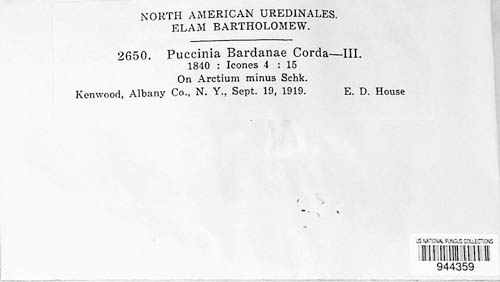 NORTH AMERICAN UREDINALES.
ELAM BARTHOLOMEW.
2650. Puccinia Bardanae Corda—III.
1840 : Icones 4 : 15
On Arctium minus Schk.
Kenwood, Albany Co., N. Y., Sept. 19, 1919. E. D. House
US NATIONAL FUNGUS COLLECTIONS
944359